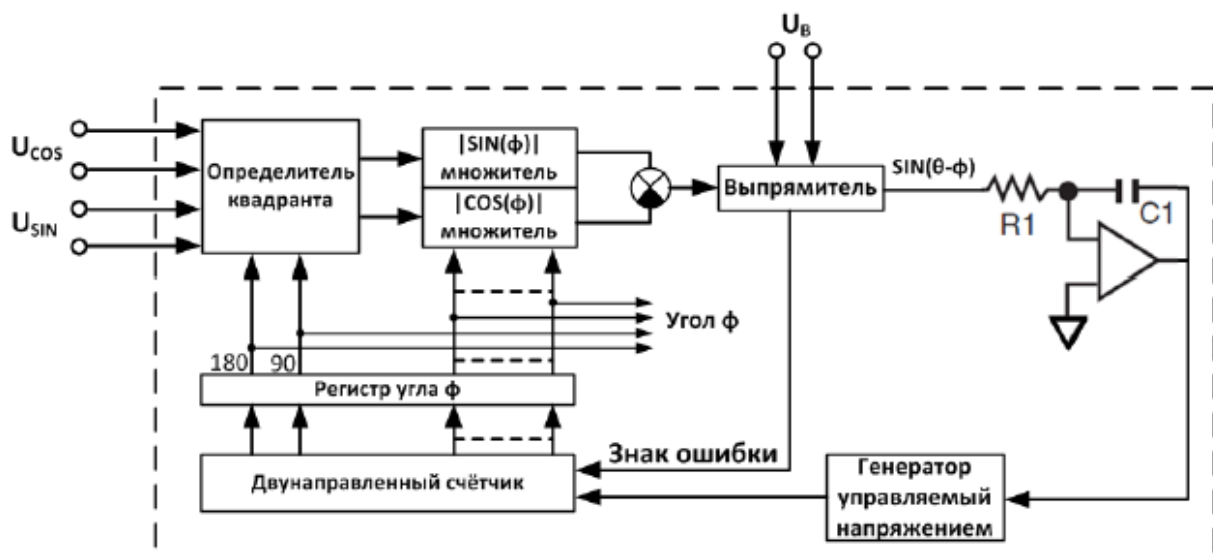 U_B
U_COS
U_SIN
Определитель
квадранта
|SIN(ф)|
множитель
|COS(ф)|
множитель
Выпрямитель
SIN(θ-ф)
R1
C1
Угол ф
180
90
Регистр угла ф
Двунаправленный счётчик
Знак ошибки
Генератор
управляемый
напряжением